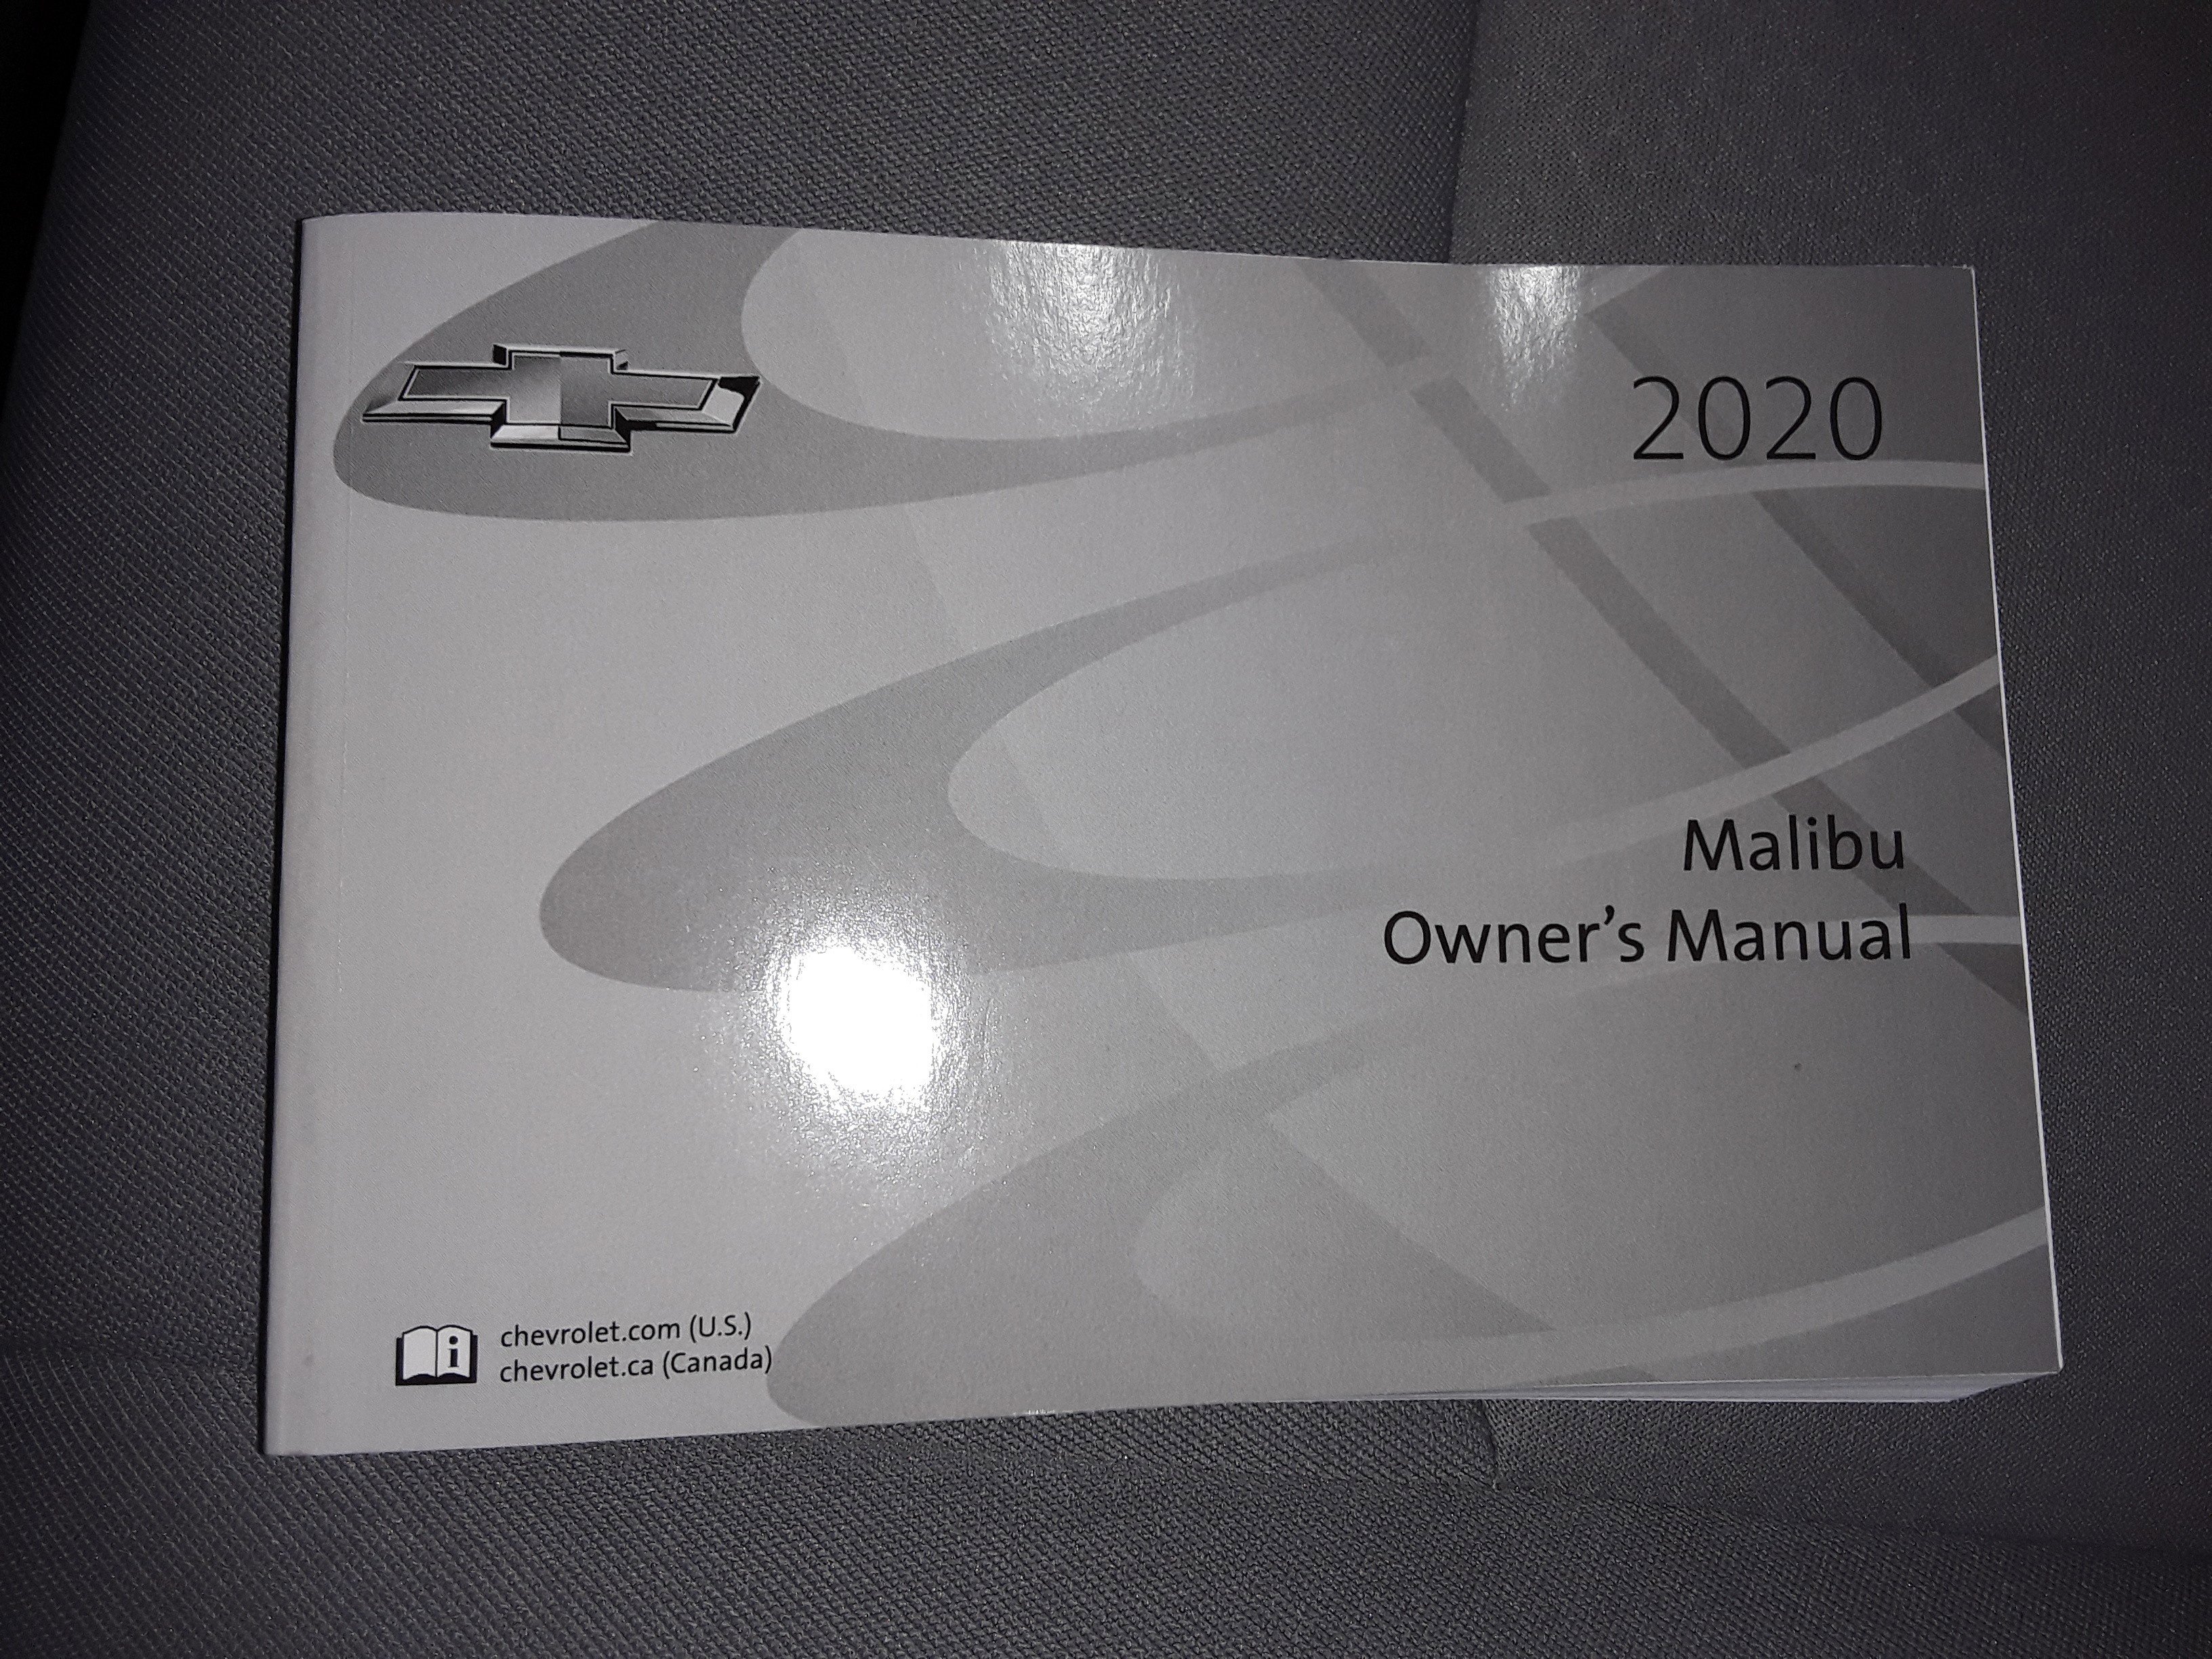 2020
Malibu
Owner's Manual
chevrolet.com (U.S.)
chevrolet.ca (Canada)